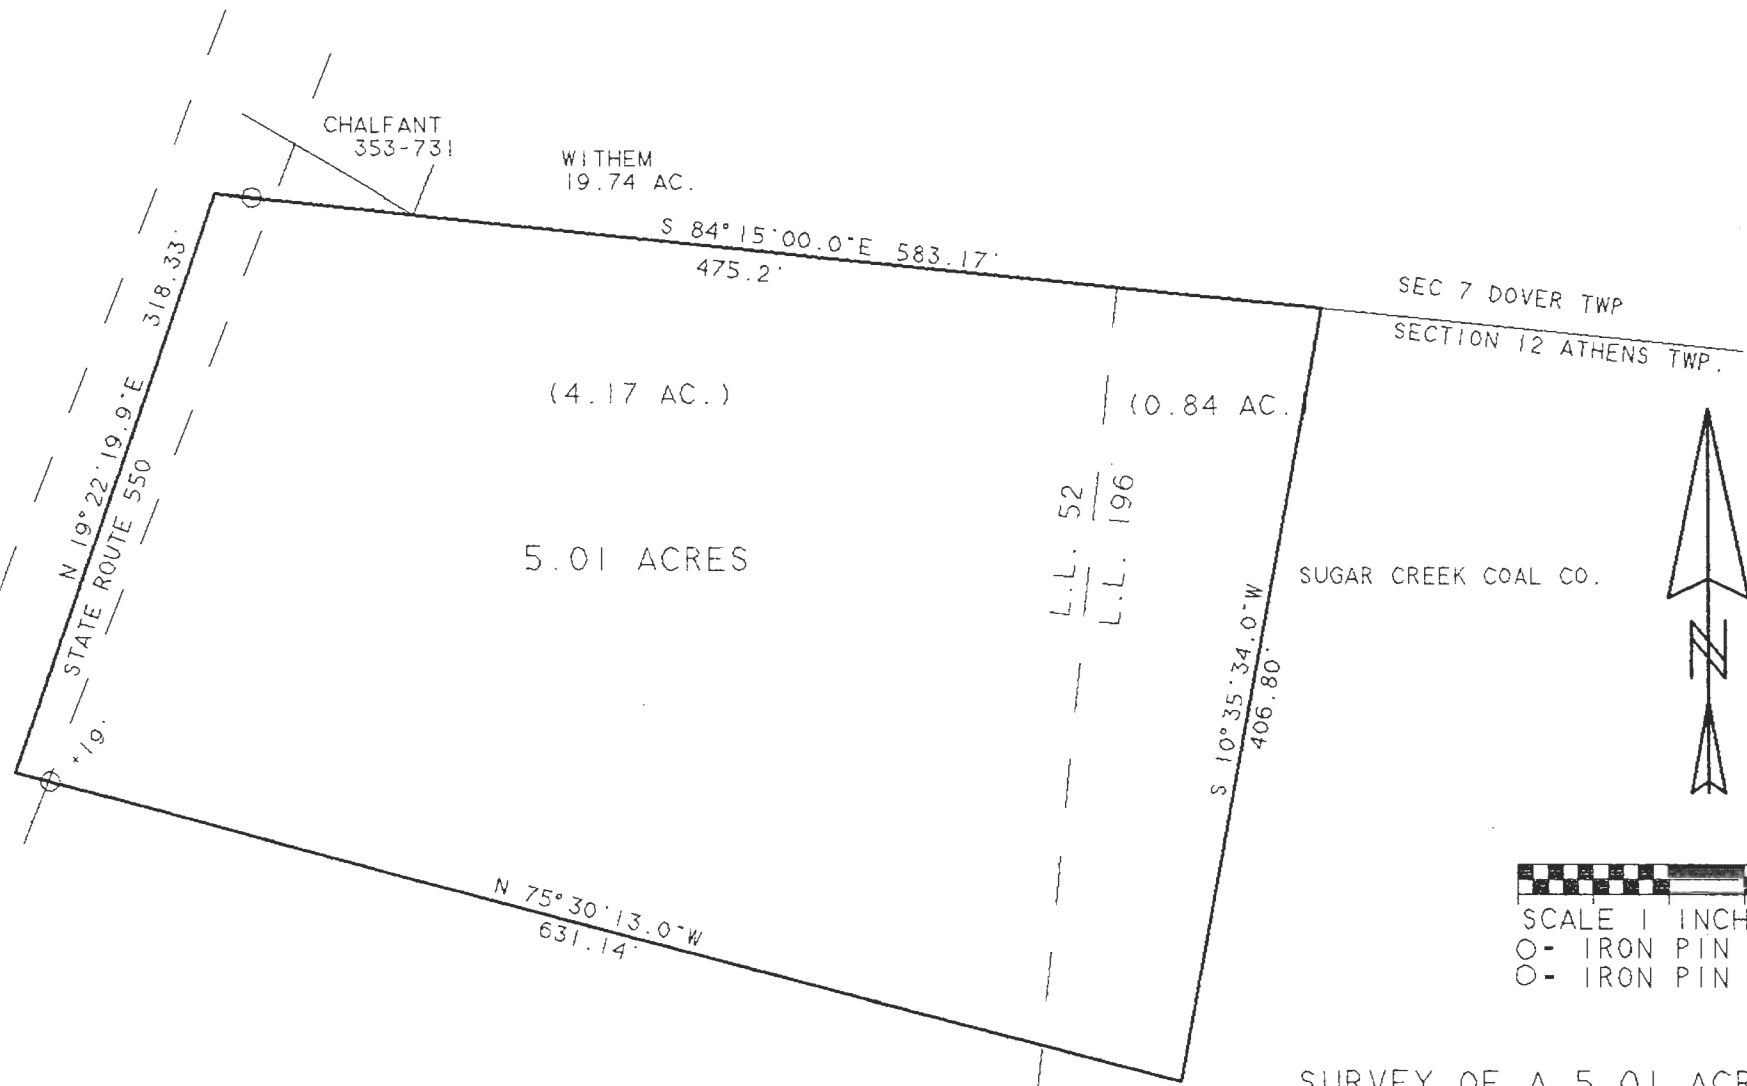 CHALFANT
353-731
WITHEM
19.74 AC.
S 84°15'00.0"E 583.17'
475.2'
SEC 7 DOVER TWP
SECTION 12 ATHENS TWP.
318.33'
N 19°22'19.9"E
STATE ROUTE 550
(4.17 AC.)
(0.84 AC.
5.01 ACRES
L.L. 52
L.L. 196
SUGAR CREEK COAL CO.
S 10°35'34.0"W
406.80'
N 75°30'13.0"W
631.14'
N
SCALE 1 INCH
O- IRON PIN
O- IRON PIN
SURVEY OF A 5.01 ACR